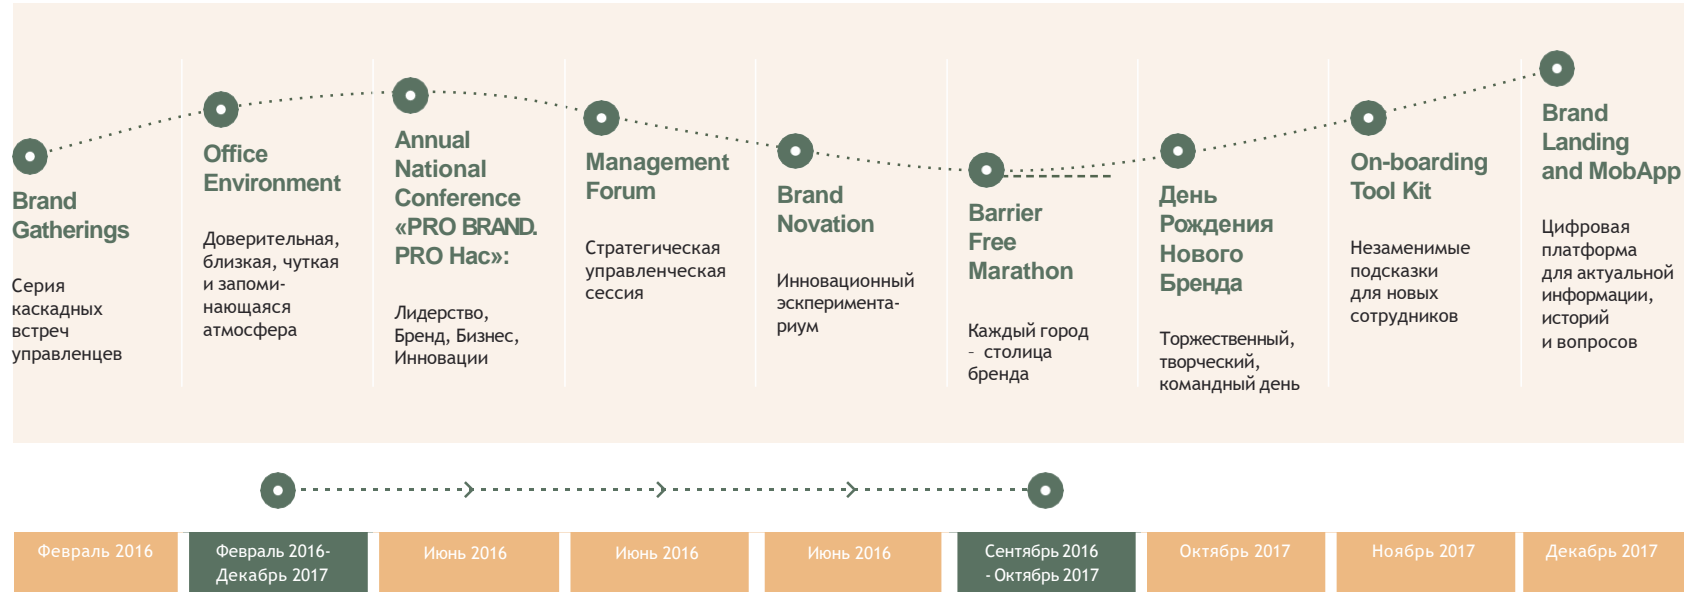 Brand
Gatherings
Серия
каскадных
встреч
управленцев
Office
Environment
Доверительная,
близкая, чуткая
и запоми-
нающаяся
атмосфера
Annual
National
Conference
«PRO BRAND.
PRO Нас»:
Лидерство,
Бренд, Бизнес,
Инновации
Management
Forum
Стратегическая
управленческая
сессия
Brand
Novation
Инновационный
эскперимента-
риум
Barrier
Free
Marathon
Каждый город
- столица
бренда
День
Рождения
Нового
Бренда
Торжественный,
творческий,
командный день
On-boarding
Tool Kit
Незаменимые
подсказки
для новых
сотрудников
Brand
Landing
and MobApp
Цифровая
платформа
для актуальной
информации,
историй
и вопросов
Февраль 2016
Февраль 2016-
Декабрь 2017
Июнь 2016
Июнь 2016
Июнь 2016
Сентябрь 2016
- Октябрь 2017
Октябрь 2017
Ноябрь 2017
Декабрь 2017